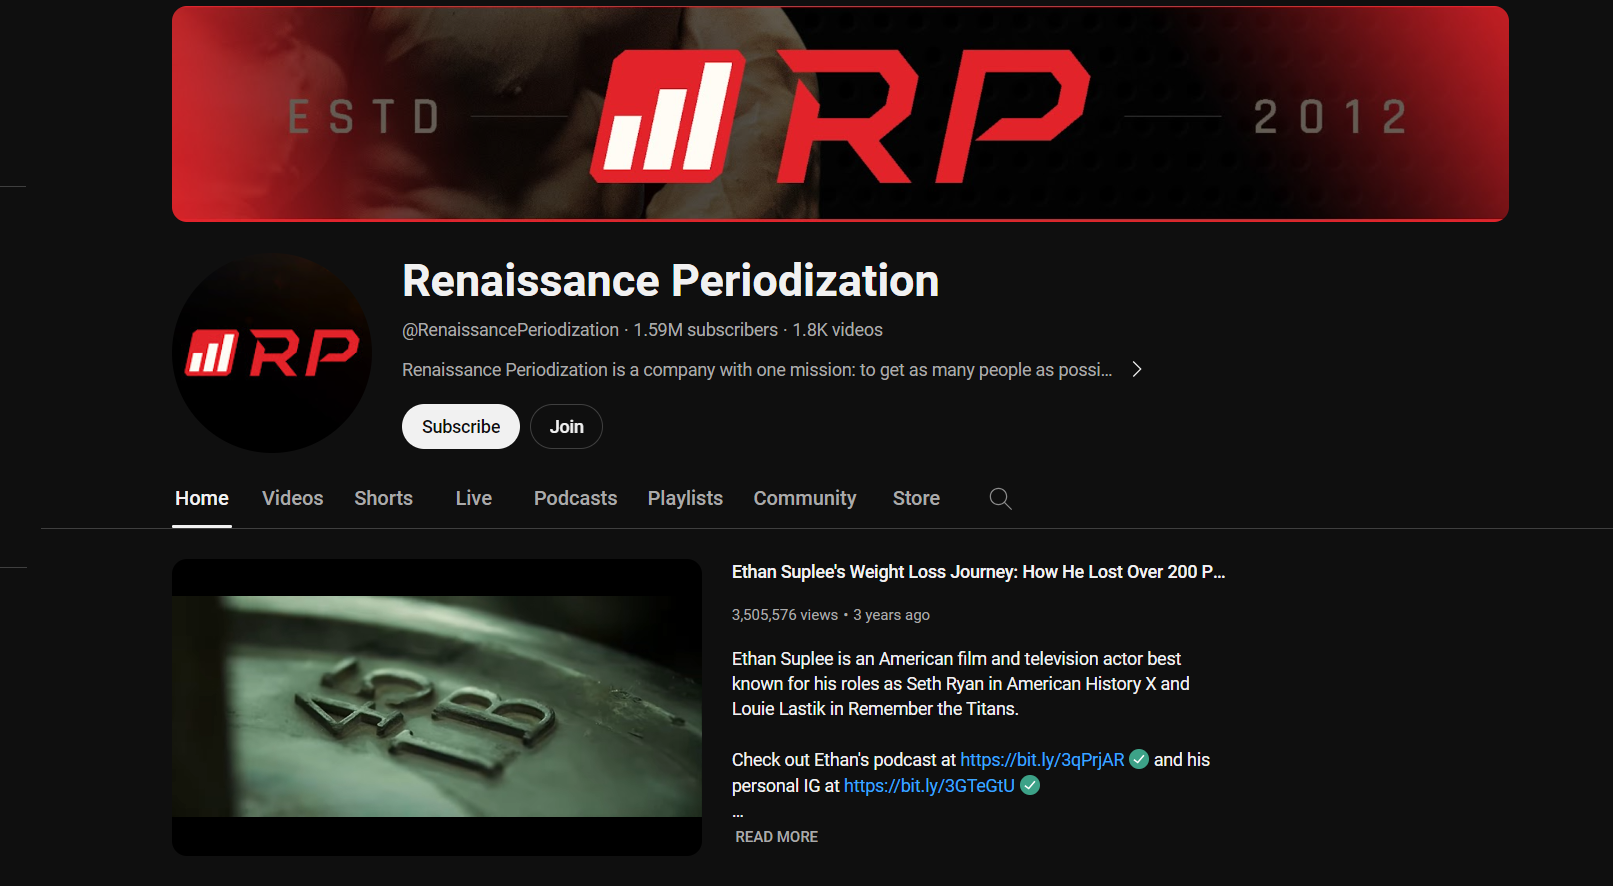 ESTD
RP
2012
RP
Renaissance Periodization
@RenaissancePeriodization · 1.59M subscribers · 1.8K videos
Renaissance Periodization is a company with one mission: to get as many people as possi...
Subscribe
Join
Home Videos Shorts Live Podcasts Playlists Community Store
45 LB
Ethan Suplee's Weight Loss Journey: How He Lost Over 200 P...
3,505,576 views • 3 years ago
Ethan Suplee is an American film and television actor best
known for his roles as Seth Ryan in American History X and
Louie Lastik in Remember the Titans.
Check out Ethan's podcast at https://bit.ly/3qPrjAR and his
personal IG at https://bit.ly/3GTeGtU
...
READ MORE